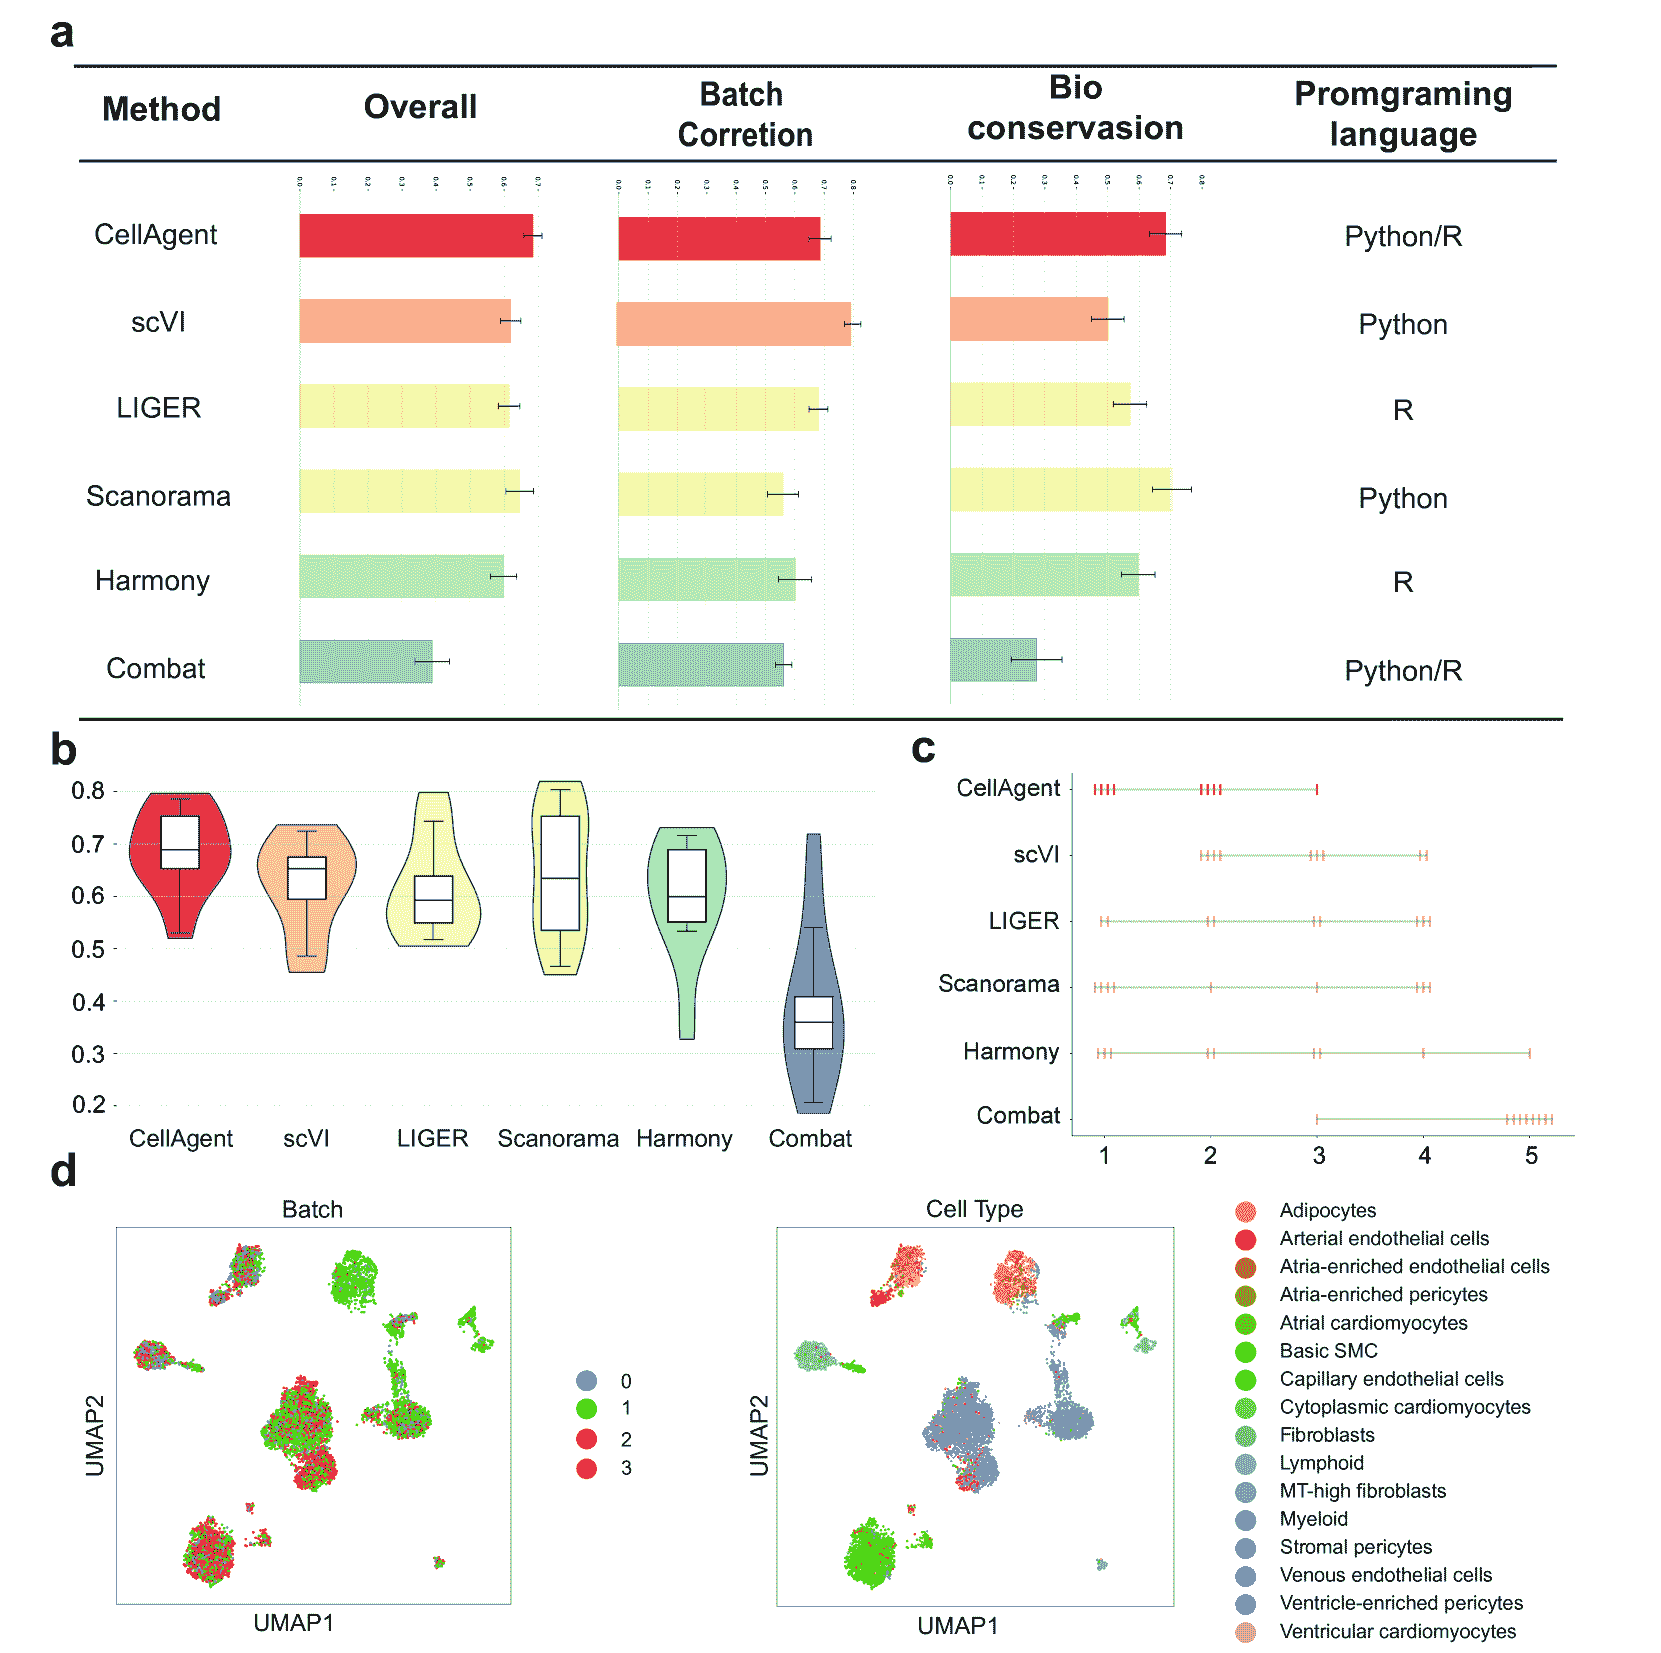 a
Method
Overall
Batch
Corretion
Bio
conservasion
Promgraming
language
0.0 0.1 0.2 0.3 0.4 0.5 0.6 0.7
0.0 0.1 0.2 0.3 0.4 0.5 0.6 0.7 0.8
0.0 0.1 0.2 0.3 0.4 0.5 0.6 0.7 0.8
CellAgent
Python/R
scVI
Python
LIGER
R
Scanorama
Python
Harmony
R
Combat
Python/R
b
0.8
0.7
0.6
0.5
0.4
0.3
0.2
CellAgent scVI LIGER Scanorama Harmony Combat
c
CellAgent
scVI
LIGER
Scanorama
Harmony
Combat
1 2 3 4 5
d
Batch
UMAP2
UMAP1
0
1
2
3
Cell Type
UMAP2
UMAP1
Adipocytes
Arterial endothelial cells
Atria-enriched endothelial cells
Atria-enriched pericytes
Atrial cardiomyocytes
Basic SMC
Capillary endothelial cells
Cytoplasmic cardiomyocytes
Fibroblasts
Lymphoid
MT-high fibroblasts
Myeloid
Stromal pericytes
Venous endothelial cells
Ventricle-enriched pericytes
Ventricular cardiomyocytes